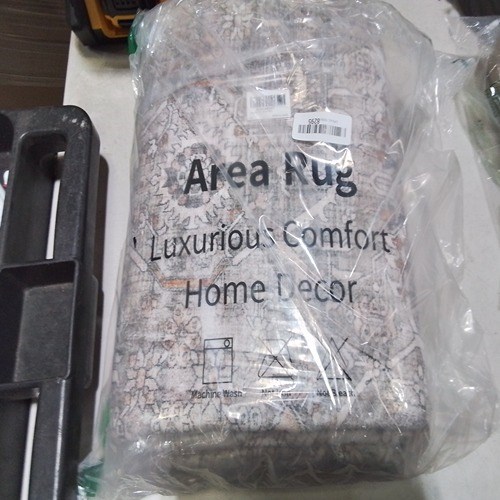 Area Rug
Luxurious Comfort
Home Decor
Machine Wash